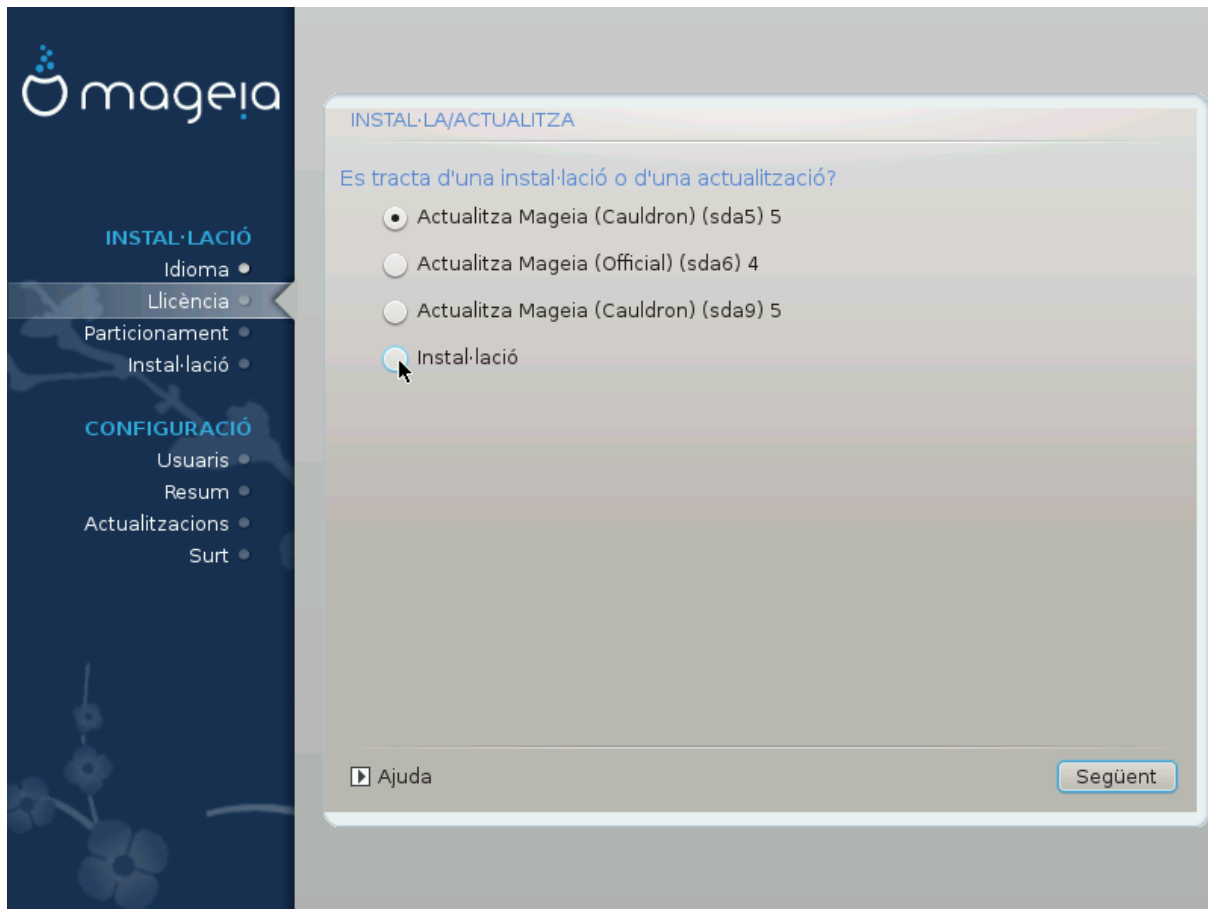 mageia
INSTAL·LACIÓ
Idioma
Llicència
Particionament
Instal·lació
CONFIGURACIÓ
Usuaris
Resum
Actualitzacions
Surt
INSTAL·LA/ACTUALITZA
Es tracta d'una instal·lació o d'una actualització?
Actualitza Mageia (Cauldron) (sda5) 5
Actualitza Mageia (Official) (sda6) 4
Actualitza Mageia (Cauldron) (sda9) 5
Instal·lació
Ajuda
Següent